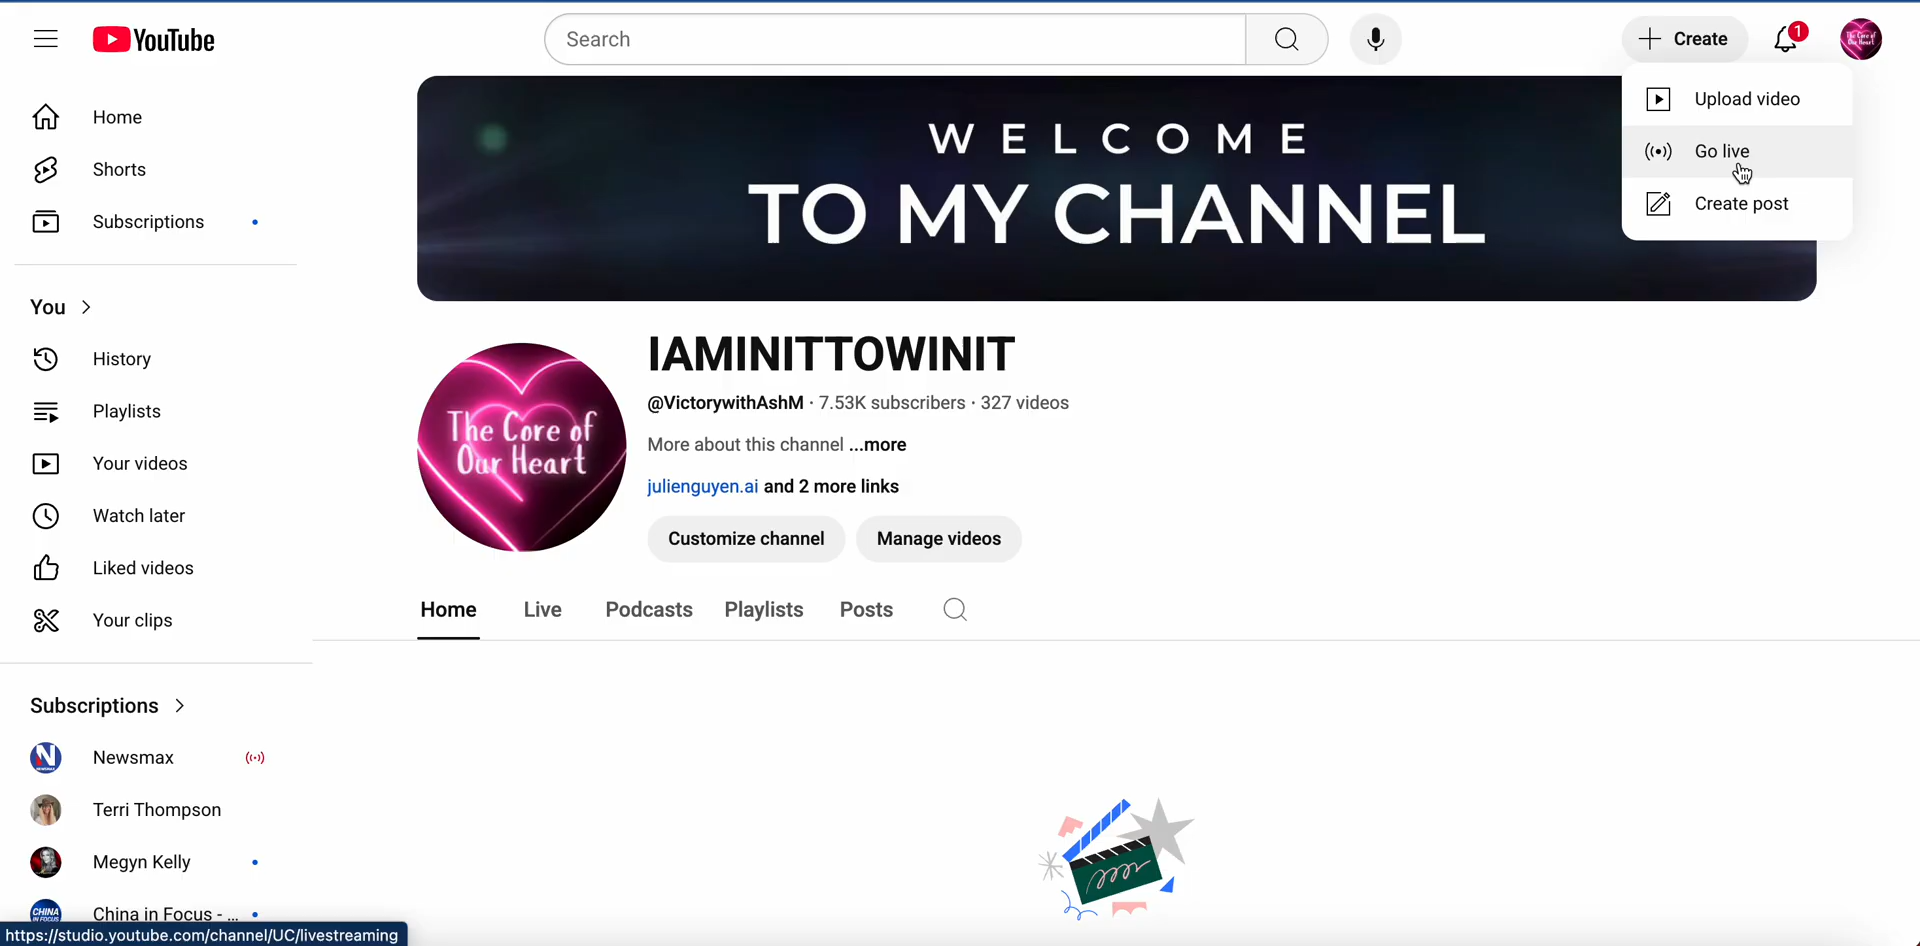 YouTube
Search
Create
1
Home
Shorts
Subscriptions
You
History
Playlists
Your videos
Watch later
Liked videos
Your clips
Subscriptions
Newsmax
Terri Thompson
Megyn Kelly
China in Focus - ...
https://studio.youtube.com/channel/UC/livestreaming
WELCOME
TO MY CHANNEL
Upload video
Go live
Create post
The Core of
Our Heart
IAMINITTOWINIT
@VictorywithAshM · 7.53K subscribers · 327 videos
More about this channel ...more
julienguyen.ai and 2 more links
Customize channel
Manage videos
Home Live Podcasts Playlists Posts